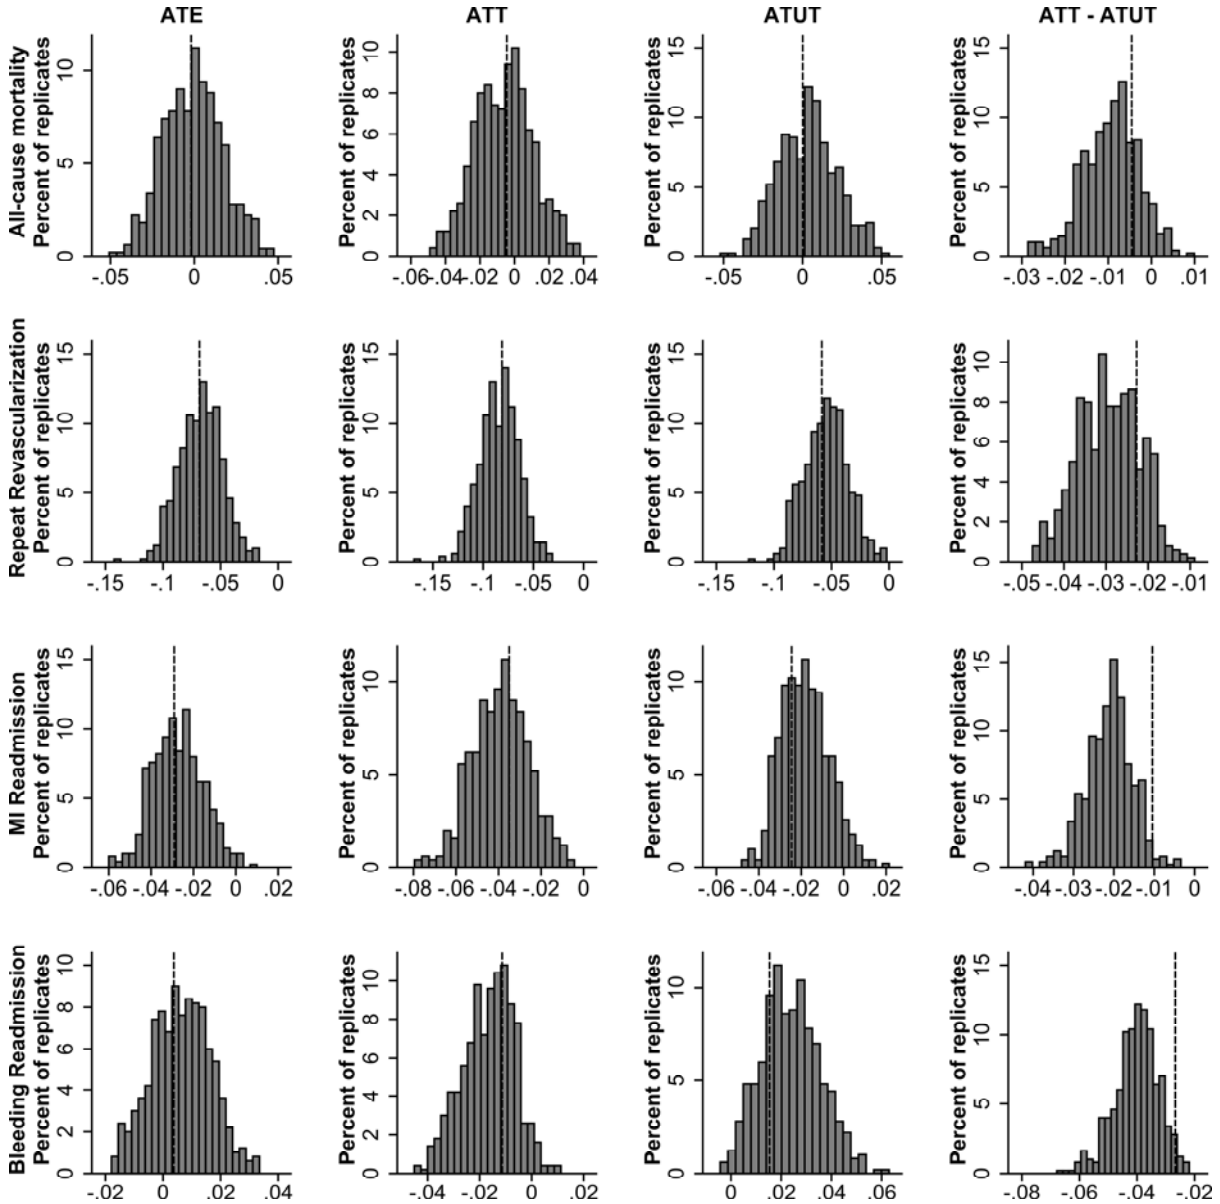 ATE ATT ATUT ATT - ATUT
All-cause mortality
Percent of replicates
0 5 10
-.05 0 .05
Percent of replicates
0 2 4 6 8 10
-.06 -.04 -.02 0 .02 .04
Percent of replicates
0 5 10 15
-.05 0 .05
Percent of replicates
0 5 10 15
-.03 -.02 -.01 0 .01
Repeat Revascularization
Percent of replicates
0 5 10 15
-.15 -.1 -.05 0
Percent of replicates
0 5 10 15
-.15 -.1 -.05 0
Percent of replicates
0 5 10 15
-.15 -.1 -.05 0
Percent of replicates
0 2 4 6 8 10
-.05 -.04 -.03 -.02 -.01
MI Readmission
Percent of replicates
0 5 10 15
-.06 -.04 -.02 0 .02
Percent of replicates
0 5 10
-.08 -.06 -.04 -.02 0
Percent of replicates
0 5 10
-.06 -.04 -.02 0 .02
Percent of replicates
0 5 10 15
-.04 -.03 -.02 -.01 0
Bleeding Readmission
Percent of replicates
0 2 4 6 8 10
-.02 0 .02 .04
Percent of replicates
0 2 4 6 8 10
-.04 -.02 0 .02
Percent of replicates
0 5 10
0 .02 .04 .06
Percent of replicates
0 5 10 15
-.08 -.06 -.04 -.02